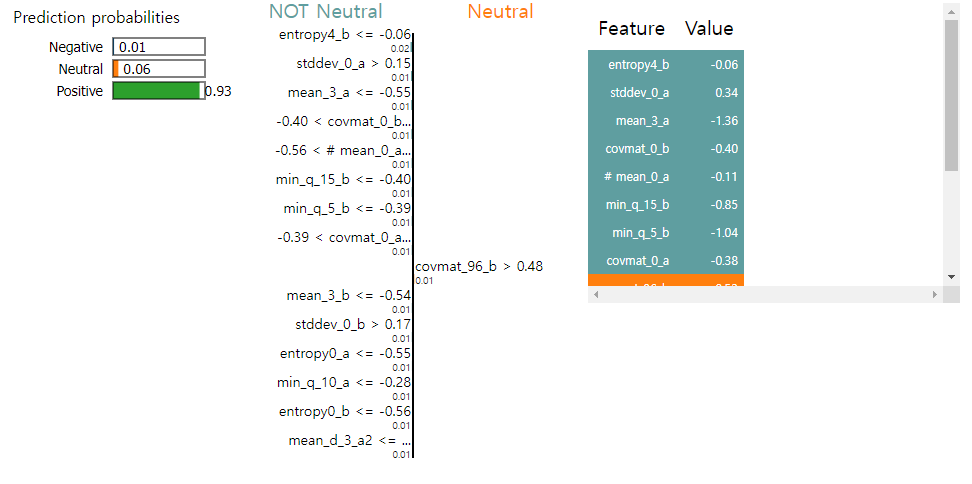 Prediction probabilities
Negative 0.01
Neutral 0.06
Positive 0.93
NOT Neutral Neutral
entropy4_b <= -0.06
0.02
stddev_0_a > 0.15
0.01
mean_3_a <= -0.55
0.01
-0.40 < covmat_0_b...
0.01
-0.56 < # mean_0_a...
0.01
min_q_15_b <= -0.40
0.01
min_q_5_b <= -0.39
0.01
-0.39 < covmat_0_a...
0.01
covmat_96_b > 0.48
0.01
mean_3_b <= -0.54
0.01
stddev_0_b > 0.17
0.01
entropy0_a <= -0.55
0.01
min_q_10_a <= -0.28
0.01
entropy0_b <= -0.56
0.01
mean_d_3_a2 <= ...
0.01
Feature Value
entropy4_b -0.06
stddev_0_a 0.34
mean_3_a -1.36
covmat_0_b -0.40
# mean_0_a -0.11
min_q_15_b -0.85
min_q_5_b -1.04
covmat_0_a -0.38